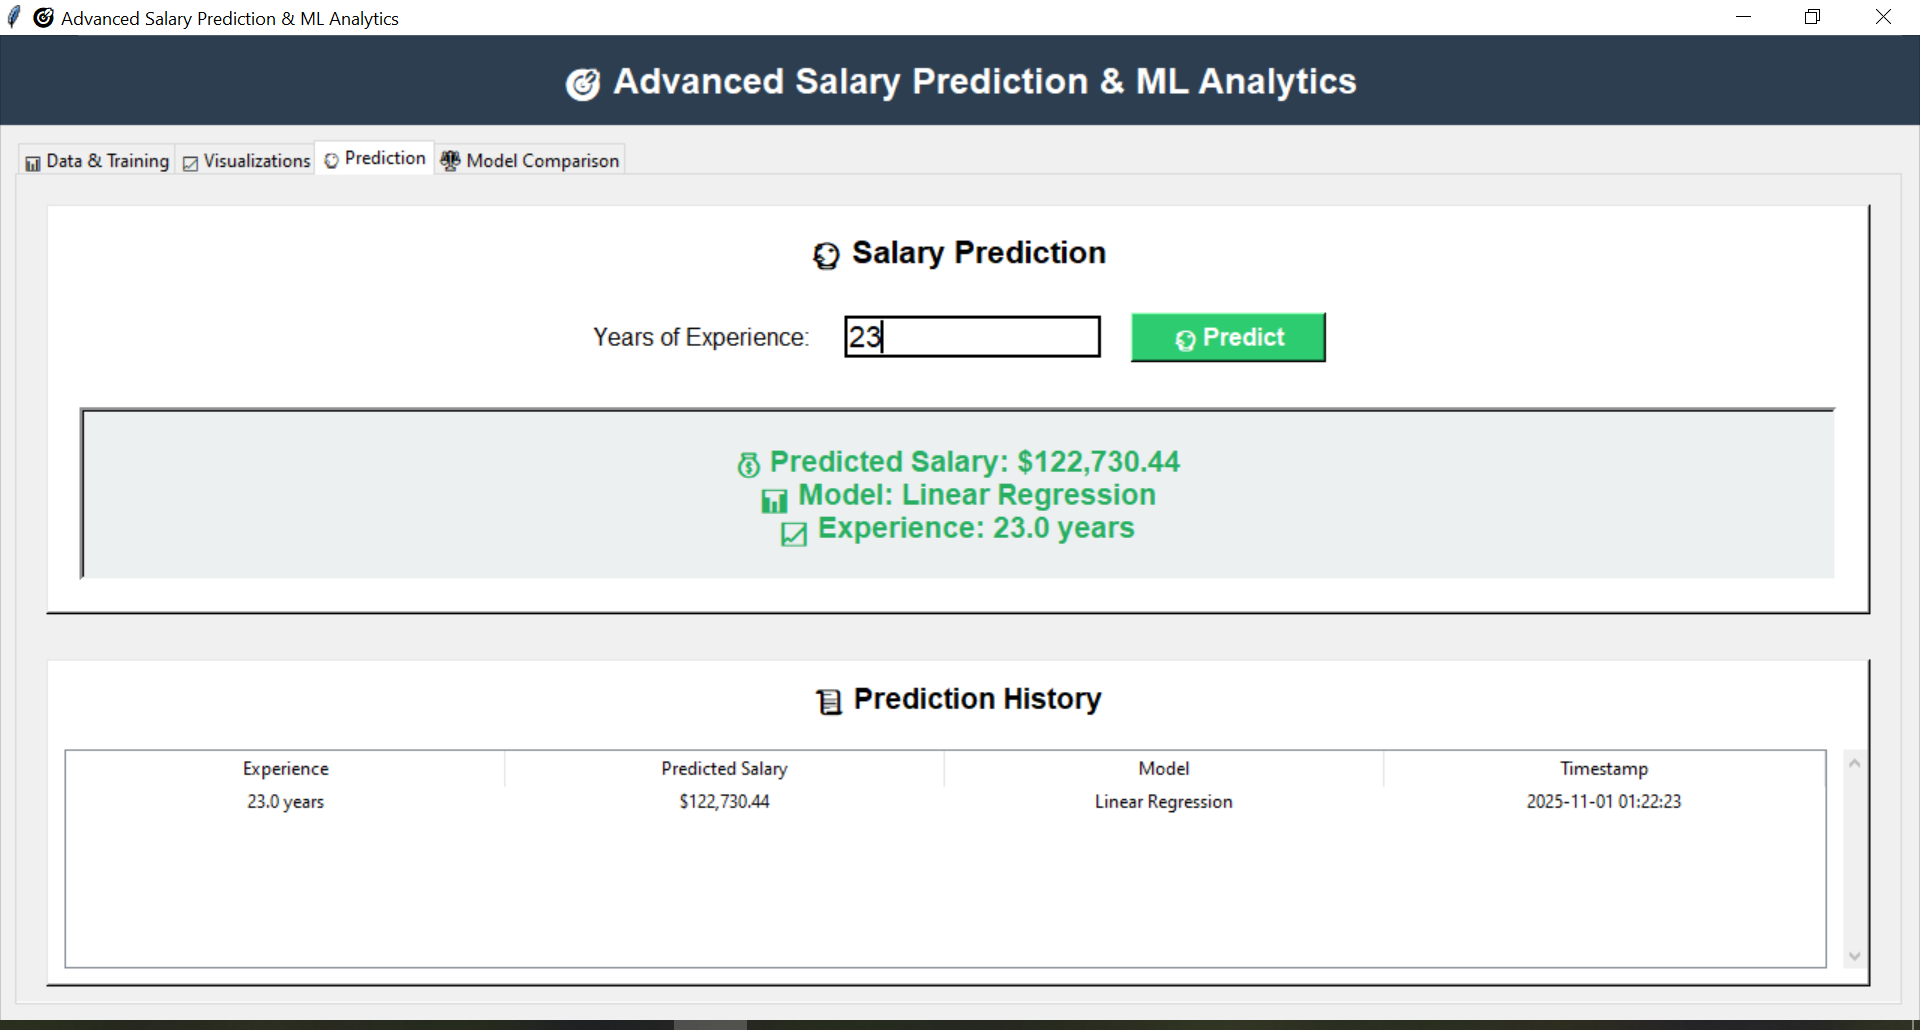 Advanced Salary Prediction & ML Analytics
Advanced Salary Prediction & ML Analytics
Data & Training Visualizations Prediction Model Comparison
Salary Prediction
Years of Experience: 23 Predict
Predicted Salary: $122,730.44
Model: Linear Regression
Experience: 23.0 years
Prediction History
Experience Predicted Salary Model Timestamp
23.0 years $122,730.44 Linear Regression 2025-11-01 01:22:23